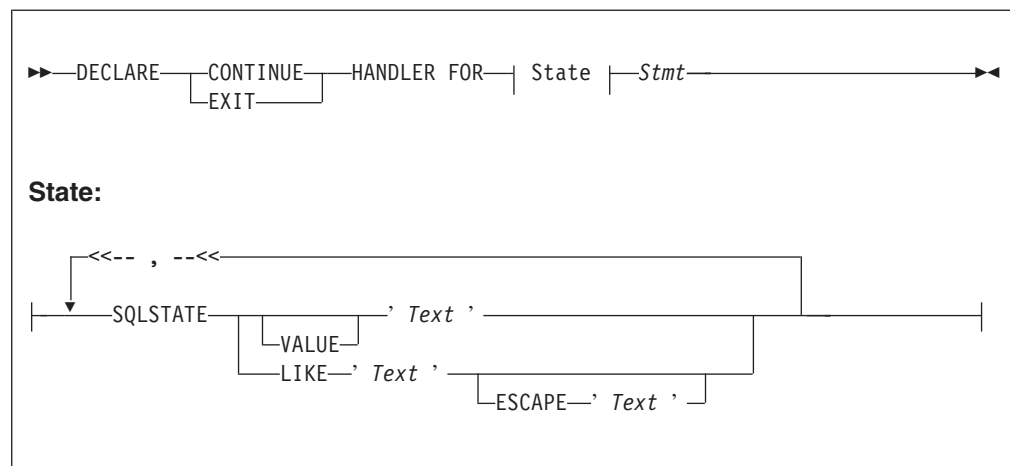 DECLARE CONTINUE HANDLER FOR State Stmt
EXIT
State:
<<-- , --<<
SQLSTATE ' Text '
VALUE
LIKE ' Text '
ESCAPE ' Text '